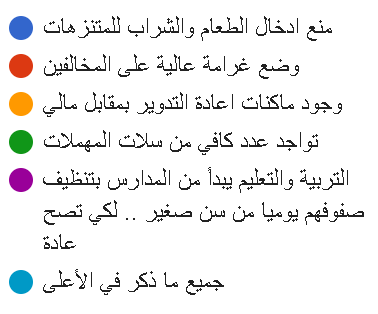 منع ادخال الطعام والشراب للمتنزهات
وضع غرامة عالية على المخالفين
وجود ماكنات اعادة التدوير بمقابل مالي
تواجد عدد كافي من سلات المهملات
التربية والتعليم يبدأ من المدارس بتنظيف
صفوفهم يوميا من سن صغير .. لكي تصح
عادة
جميع ما ذكر في الأعلى